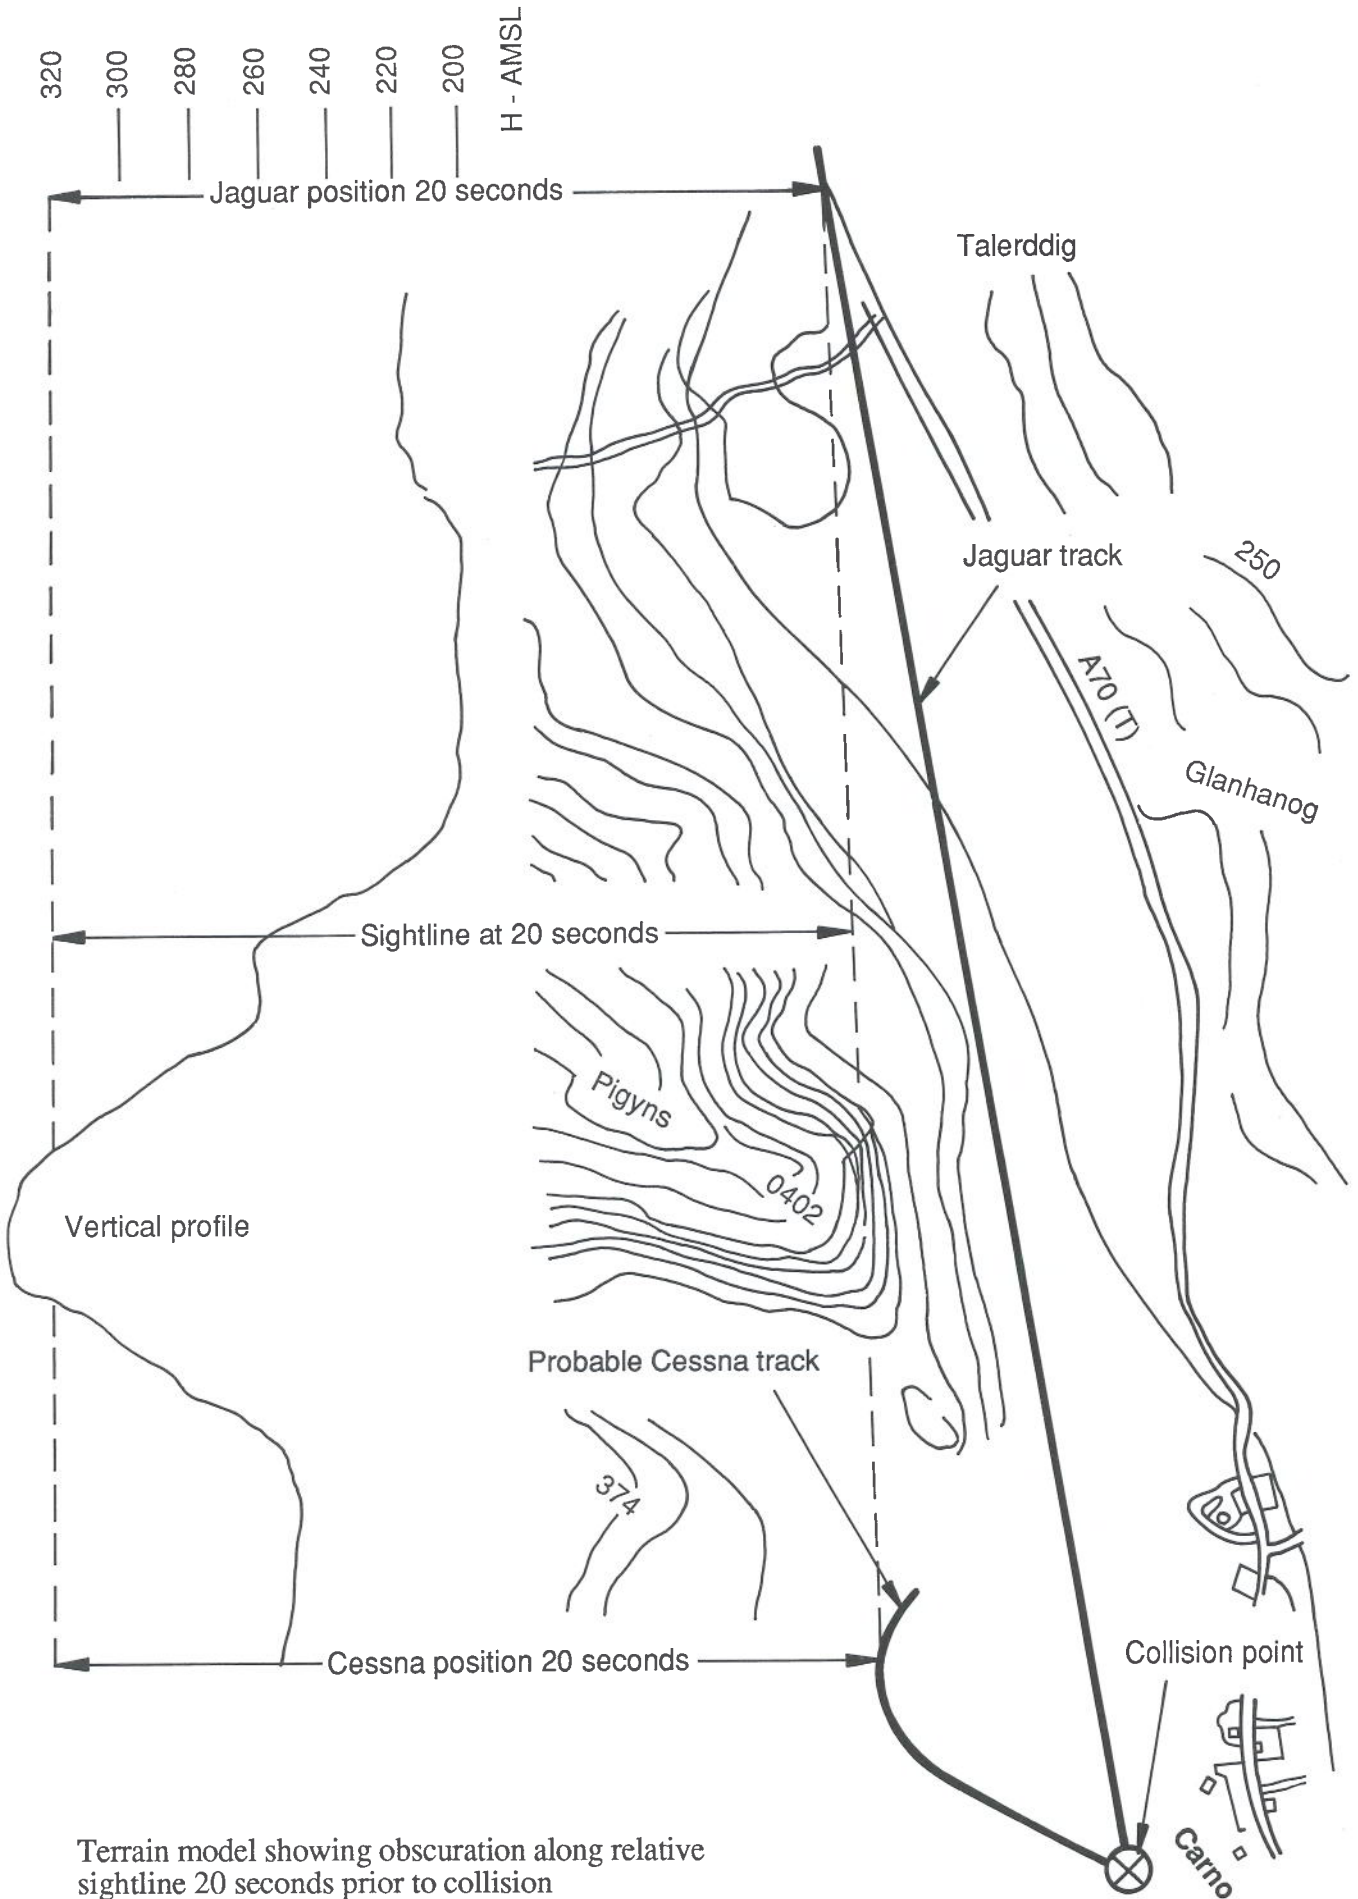 320
300
280
260
240
220
200
H - AMSL
Jaguar position 20 seconds
Talerddig
Jaguar track
250
A70 (T)
Glanhanog
Sightline at 20 seconds
Pigyns
0402
Vertical profile
Probable Cessna track
374
Cessna position 20 seconds
Collision point
Carno
Terrain model showing obscuration along relative
sightline 20 seconds prior to collision